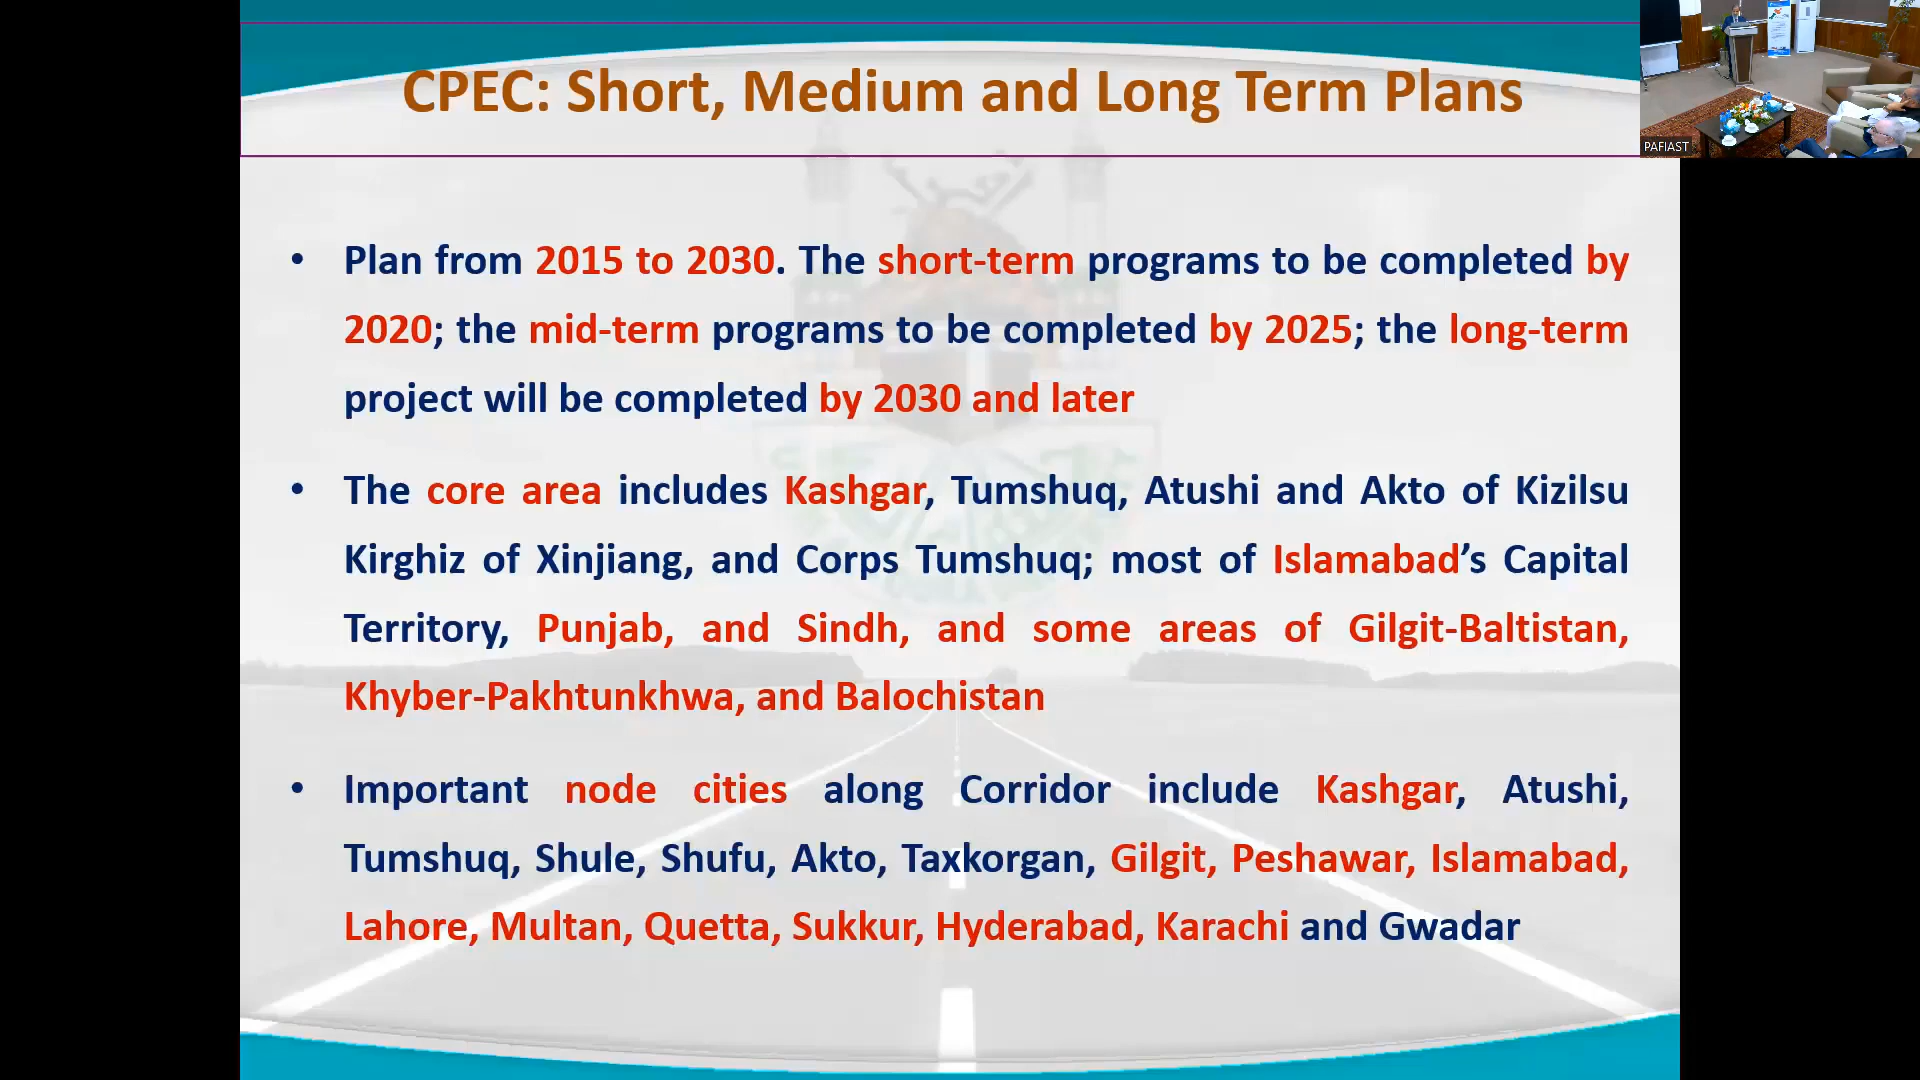 CPEC: Short, Medium and Long Term Plans
PAFIAST
• Plan from 2015 to 2030. The short-term programs to be completed by
2020; the mid-term programs to be completed by 2025; the long-term
project will be completed by 2030 and later
• The core area includes Kashgar, Tumshuq, Atushi and Akto of Kizilsu
Kirghiz of Xinjiang, and Corps Tumshuq; most of Islamabad’s Capital
Territory, Punjab, and Sindh, and some areas of Gilgit-Baltistan,
Khyber-Pakhtunkhwa, and Balochistan
• Important node cities along Corridor include Kashgar, Atushi,
Tumshuq, Shule, Shufu, Akto, Taxkorgan, Gilgit, Peshawar, Islamabad,
Lahore, Multan, Quetta, Sukkur, Hyderabad, Karachi and Gwadar